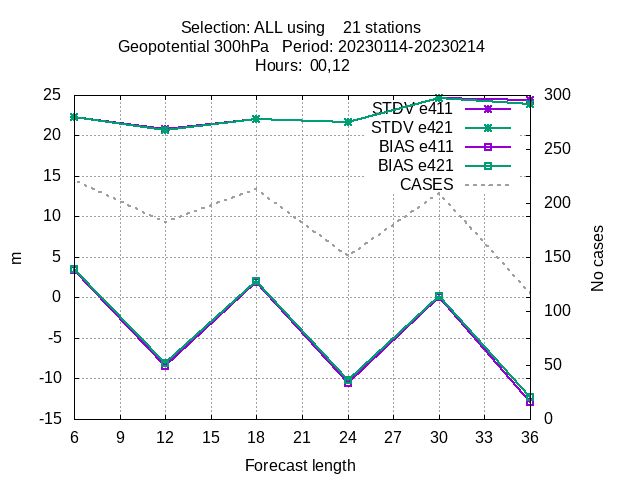 Selection: ALL using    21 stations
Geopotential 300hPa   Period: 20230114-20230214
Hours:  00,12
25
20
15
10
5
0
-5
-10
-15
m
300
250
200
150
100
50
0
No cases
STDV e411
STDV e421
BIAS e411
BIAS e421
CASES
6 9 12 15 18 21 24 27 30 33 36
Forecast length